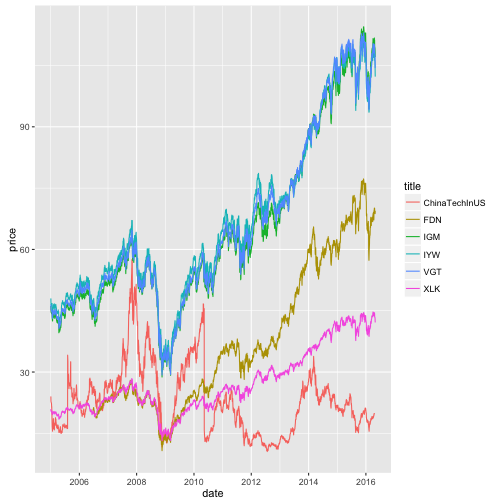 90
60
30
price
2006
2008
2010
2012
2014
2016
date
title
ChinaTechInUS
FDN
IGM
IYW
VGT
XLK